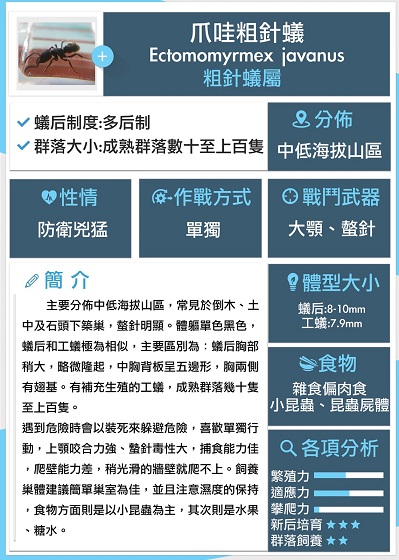 爪哇粗針蟻
Ectomomyrmex javanus
粗針蟻屬
蟻后制度:多后制
群落大小:成熟群落數十至上百隻
分佈
中低海拔山區
性情
防衛兇猛
作戰方式
單獨
戰鬥武器
大顎、螫針
簡介
主要分佈中低海拔山區，常見於倒木、土
中及石頭下築巢，螫針明顯。體軀單色黑色，
蟻后和工蟻極為相似，主要區別為：蟻后胸部
稍大，略微隆起，中胸背板呈五邊形，胸兩側
有翅基。有補充生殖的工蟻，成熟群落幾十隻
至上百隻。
遇到危險時會以裝死來躲避危險，喜歡單獨行
動，上顎咬合力強、螫針毒性大，捕食能力佳
，爬壁能力差，稍光滑的牆壁就爬不上。飼養
巢體建議簡單巢室為佳，並且注意濕度的保持
，食物方面則是以小昆蟲為主，其次則是水果
、糖水。
體型大小
蟻后:8-10mm
工蟻:7.9mm
食物
雜食偏肉食
小昆蟲、昆蟲屍體
各項分析
繁殖力
適應力
攀爬力
新后培育 ★★★
群落飼養 ★★